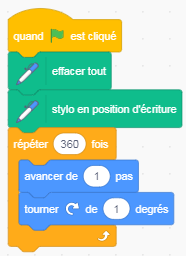 quand est cliqué
effacer tout
stylo en position d'écriture
répéter 360 fois
avancer de 1 pas
tourner de 1 degrés